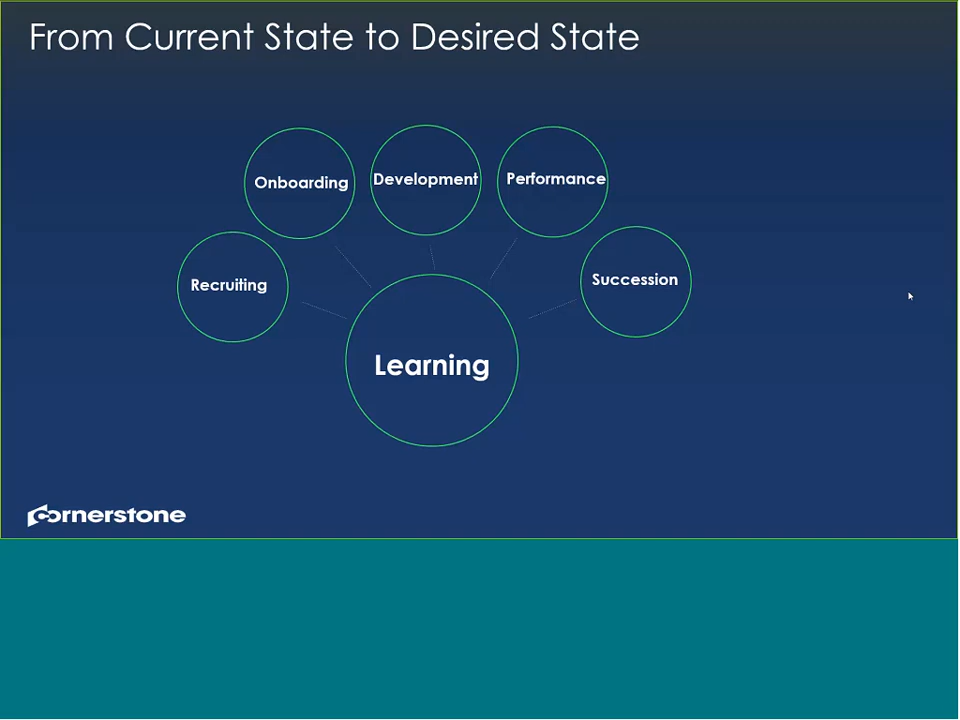 From Current State to Desired State
Onboarding
Development
Performance
Recruiting
Succession
Learning
Cornerstone